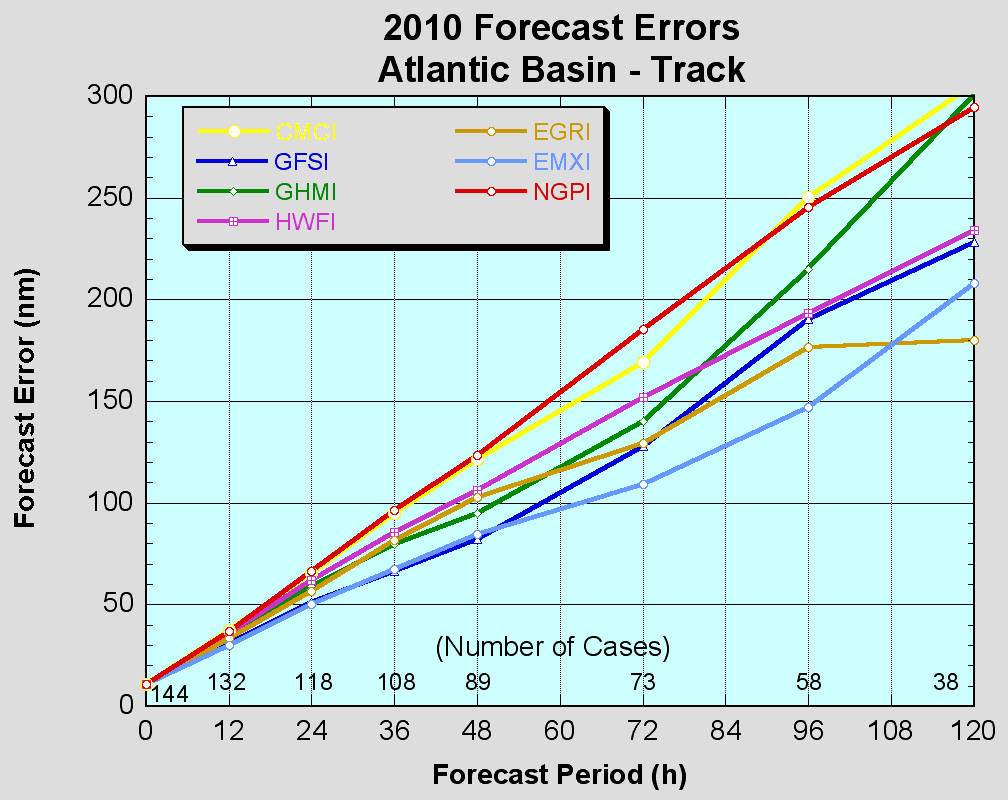 2010 Forecast Errors
Atlantic Basin - Track
300
250
200
150
100
50
0
Forecast Error (nm)
CMCI
EGRI
GFSI
EMXI
GHMI
NGPI
HWFI
(Number of Cases)
144 132 118 108 89 73 58 38
0 12 24 36 48 60 72 84 96 108 120
Forecast Period (h)